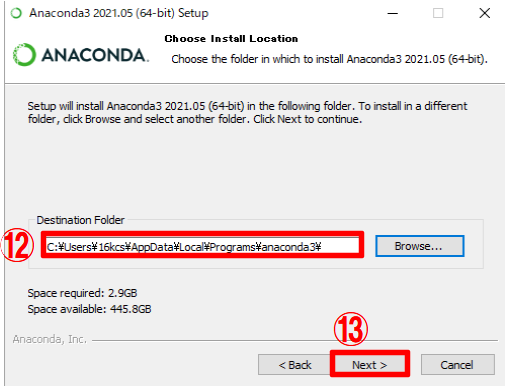 Anaconda3 2021.05 (64-bit) Setup
Choose Install Location
ANACONDA.
Choose the folder in which to install Anaconda3 2021.05 (64-bit).
Setup will install Anaconda3 2021.05 (64-bit) in the following folder. To install in a different
folder, click Browse and select another folder. Click Next to continue.
Destination Folder
⑫
C:¥Users¥16kcs¥AppData¥Local¥Programs¥anaconda3¥
Browse...
Space required: 2.9GB
Space available: 445.8GB
⑬
Anaconda, Inc.
< Back
Next >
Cancel